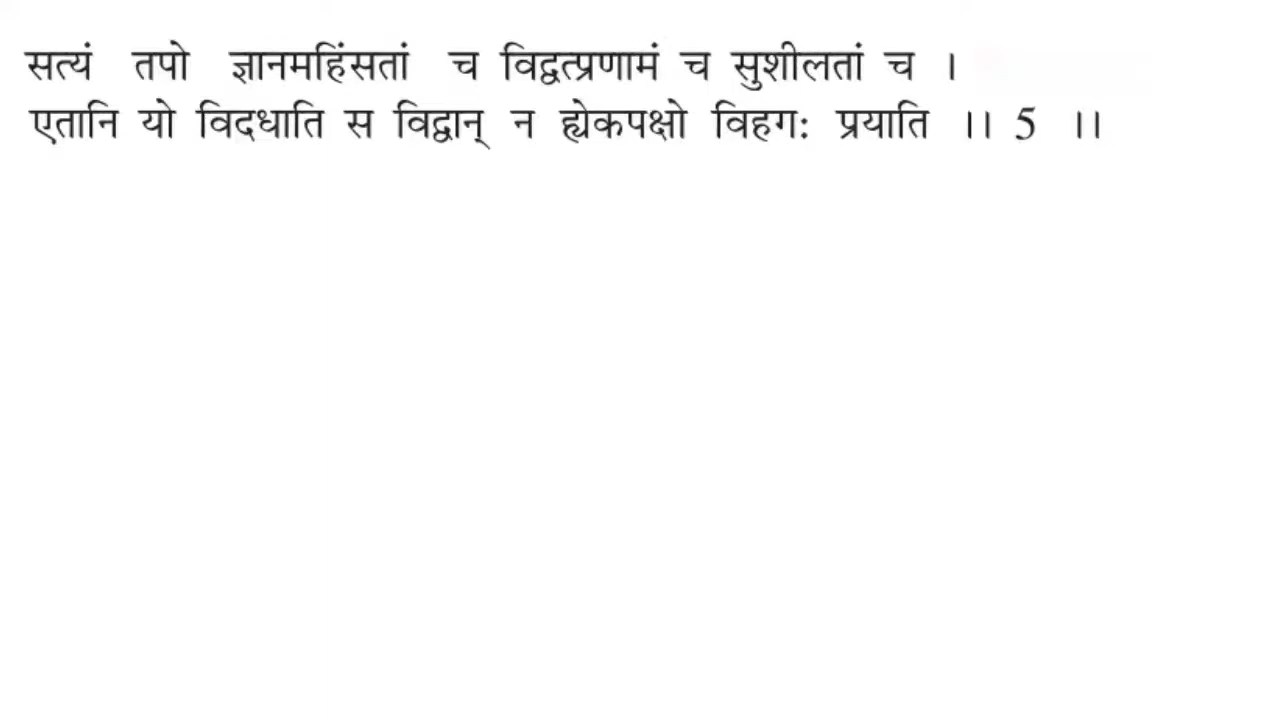 सत्यं तपो ज्ञानमहिंसतां च विद्वत्प्रणामं च सुशीलतां च ।
एतानि यो विदधाति स विद्वान् न ह्येकपक्षो विहगः प्रयाति ।। 5 ।।